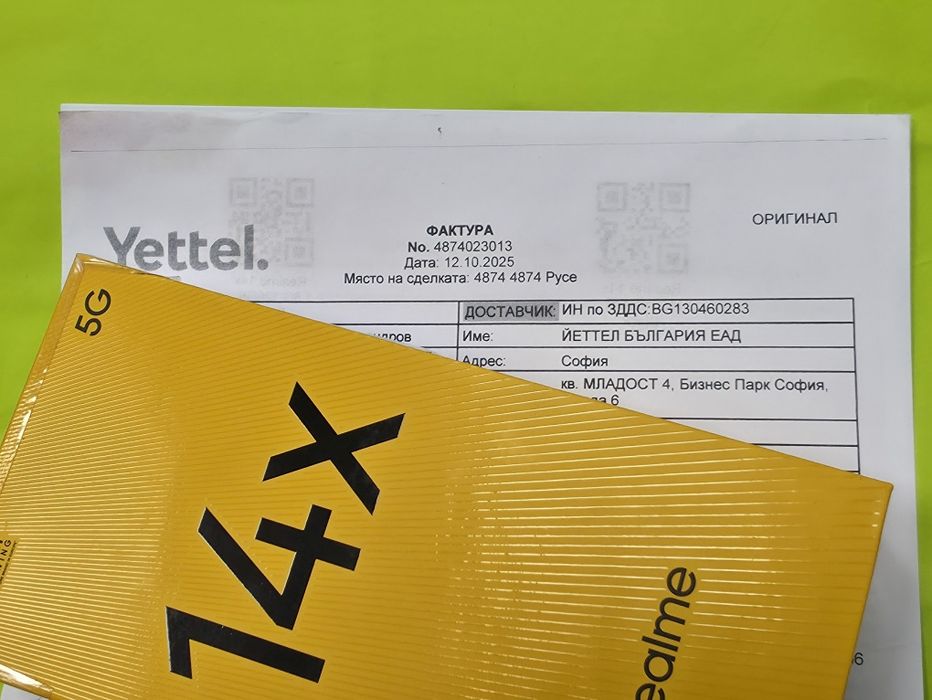 ОРИГИНАЛ
Yettel.
ФАКТУРА
No. 4874023013
Дата: 12.10.2025
Място на сделката: 4874 4874 Русе
ДОСТАВЧИК: ИН по ЗДДС:BG130460283
Име: ЙЕТТЕЛ БЪЛГАРИЯ ЕАД
Адрес: София
кв. МЛАДОСТ 4, Бизнес Парк София,
6
5G
14x
realme